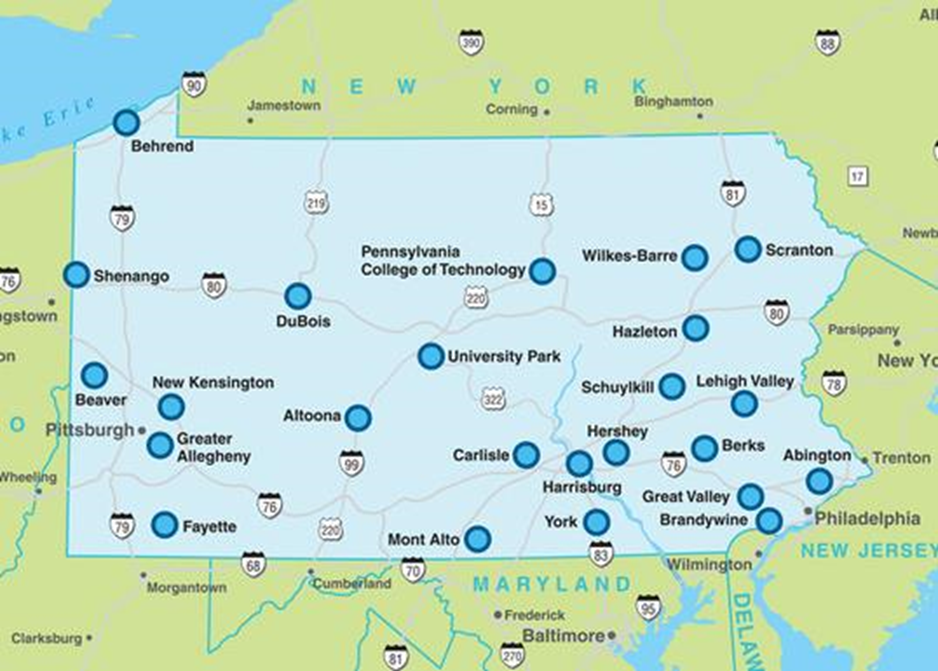 390
88
All
90
NEW YORK
Jamestown
Corning
Binghamton
ke Erie
Behrend
17
79
219
15
81
Newb
Pennsylvania
College of Technology
Wilkes-Barre
Scranton
76
Shenango
80
220
80
DuBois
ngstown
Hazleton
Parsippany
on
University Park
New Yo
78
Beaver
New Kensington
322
Schuylkill
Lehigh Valley
O
Pittsburgh
Altoona
Greater
Allegheny
Hershey
Berks
Carlisle
Abington
Trenton
99
76
Wheeling
Harrisburg
76
Great Valley
79
Fayette
220
York
Brandywine
Philadelphia
Mont Alto
83
NEW JERSEY
68
70
Wilmington
Morgantown
Cumberland
MARYLAND
95
DELAW
Frederick
Clarksburg
Baltimore
81
270